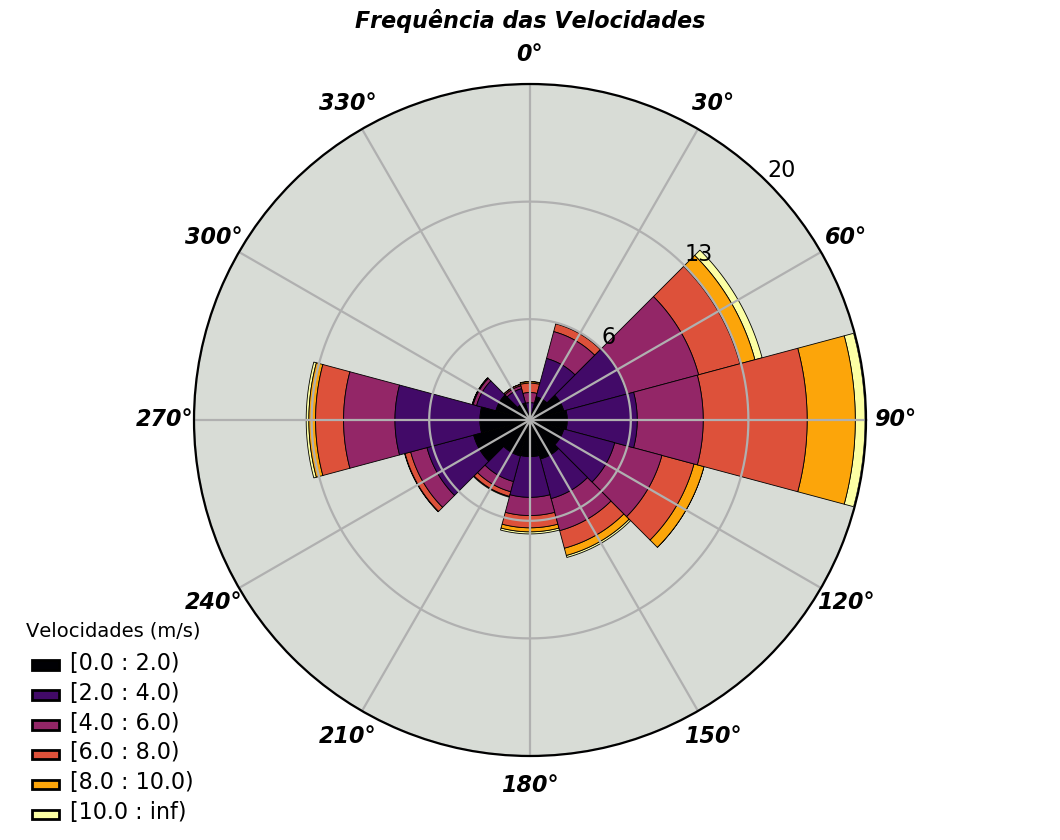 Frequência das Velocidades
0°
330°
30°
20
300°
60°
13
6
270°
90°
240°
120°
210°
150°
180°
Velocidades (m/s)
[0.0 : 2.0)
[2.0 : 4.0)
[4.0 : 6.0)
[6.0 : 8.0)
[8.0 : 10.0)
[10.0 : inf)